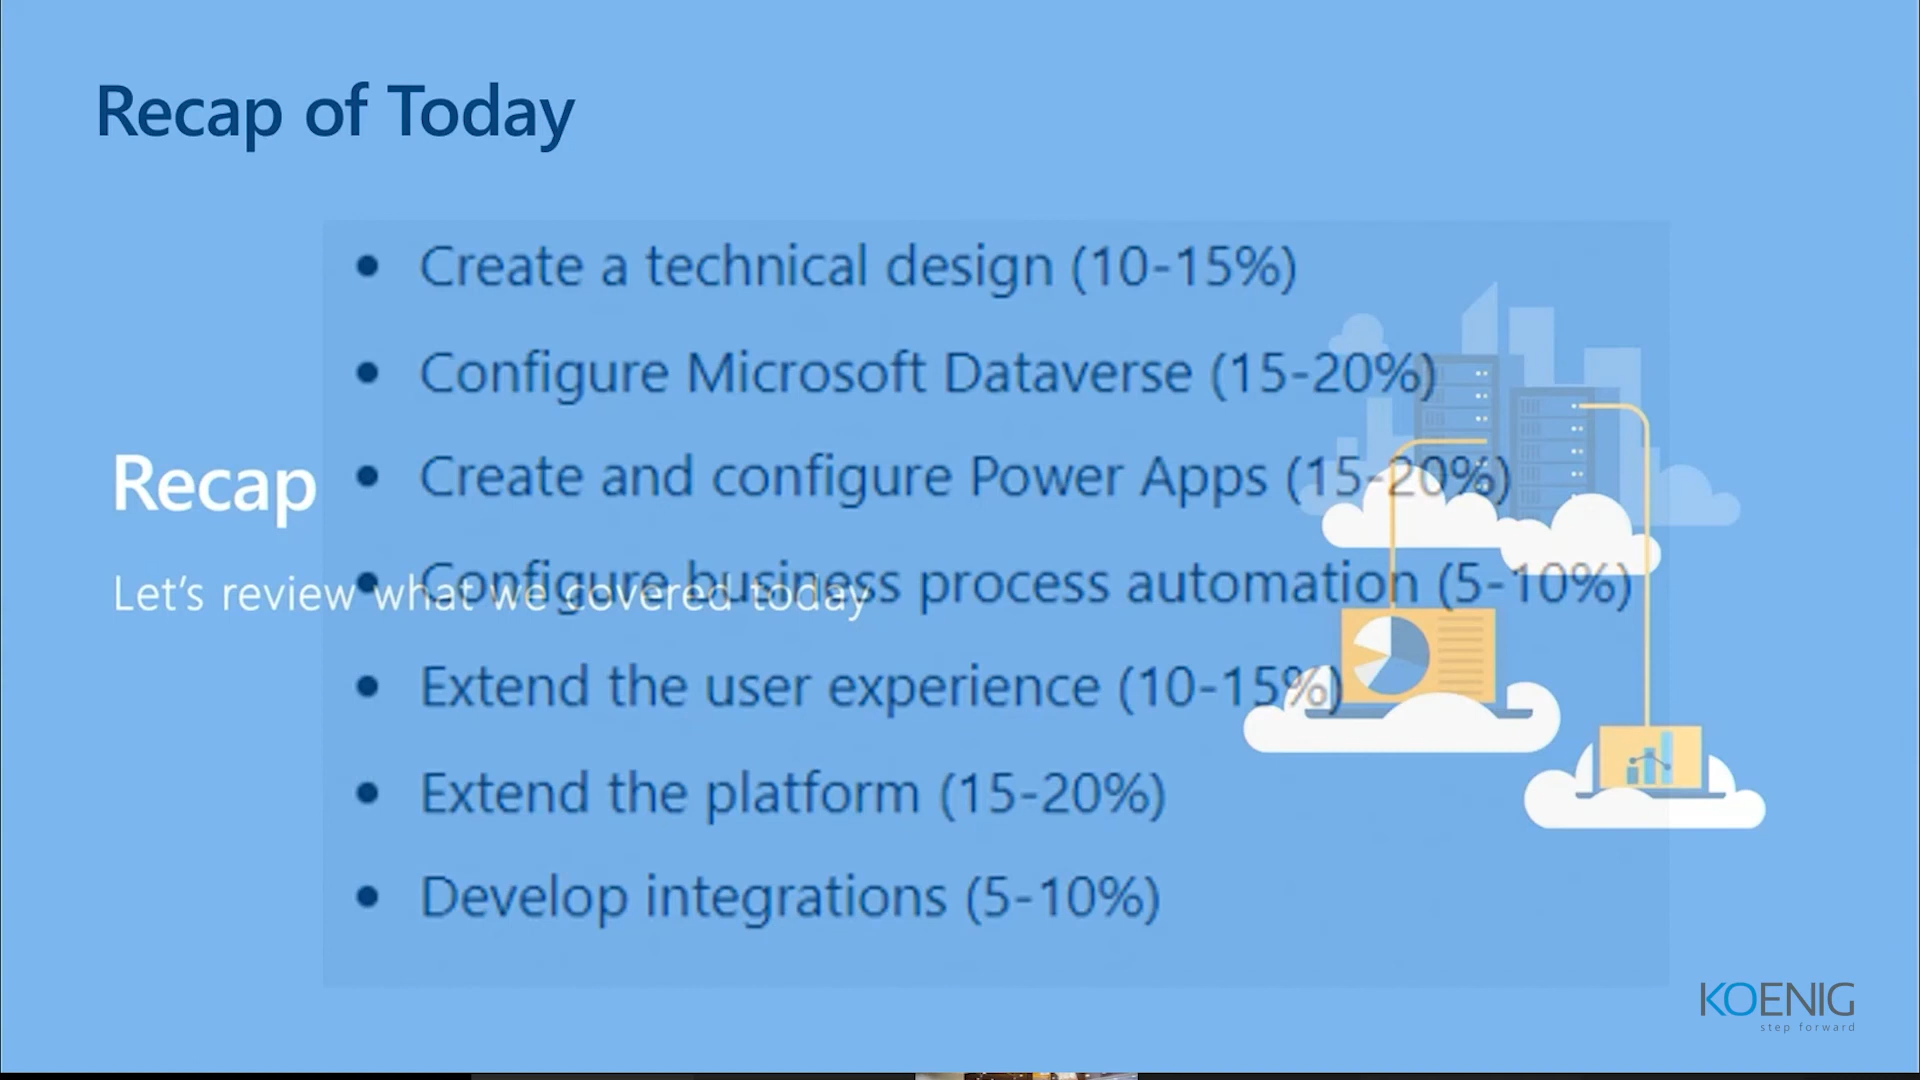 Recap of Today
• Create a technical design (10-15%)
• Configure Microsoft Dataverse (15-20%)
Recap
• Create and configure Power Apps (15-20%)
• Configure business process automation (5-10%)
Let's review what we covered today
• Extend the user experience (10-15%)
• Extend the platform (15-20%)
• Develop integrations (5-10%)
KOENIG
step forward